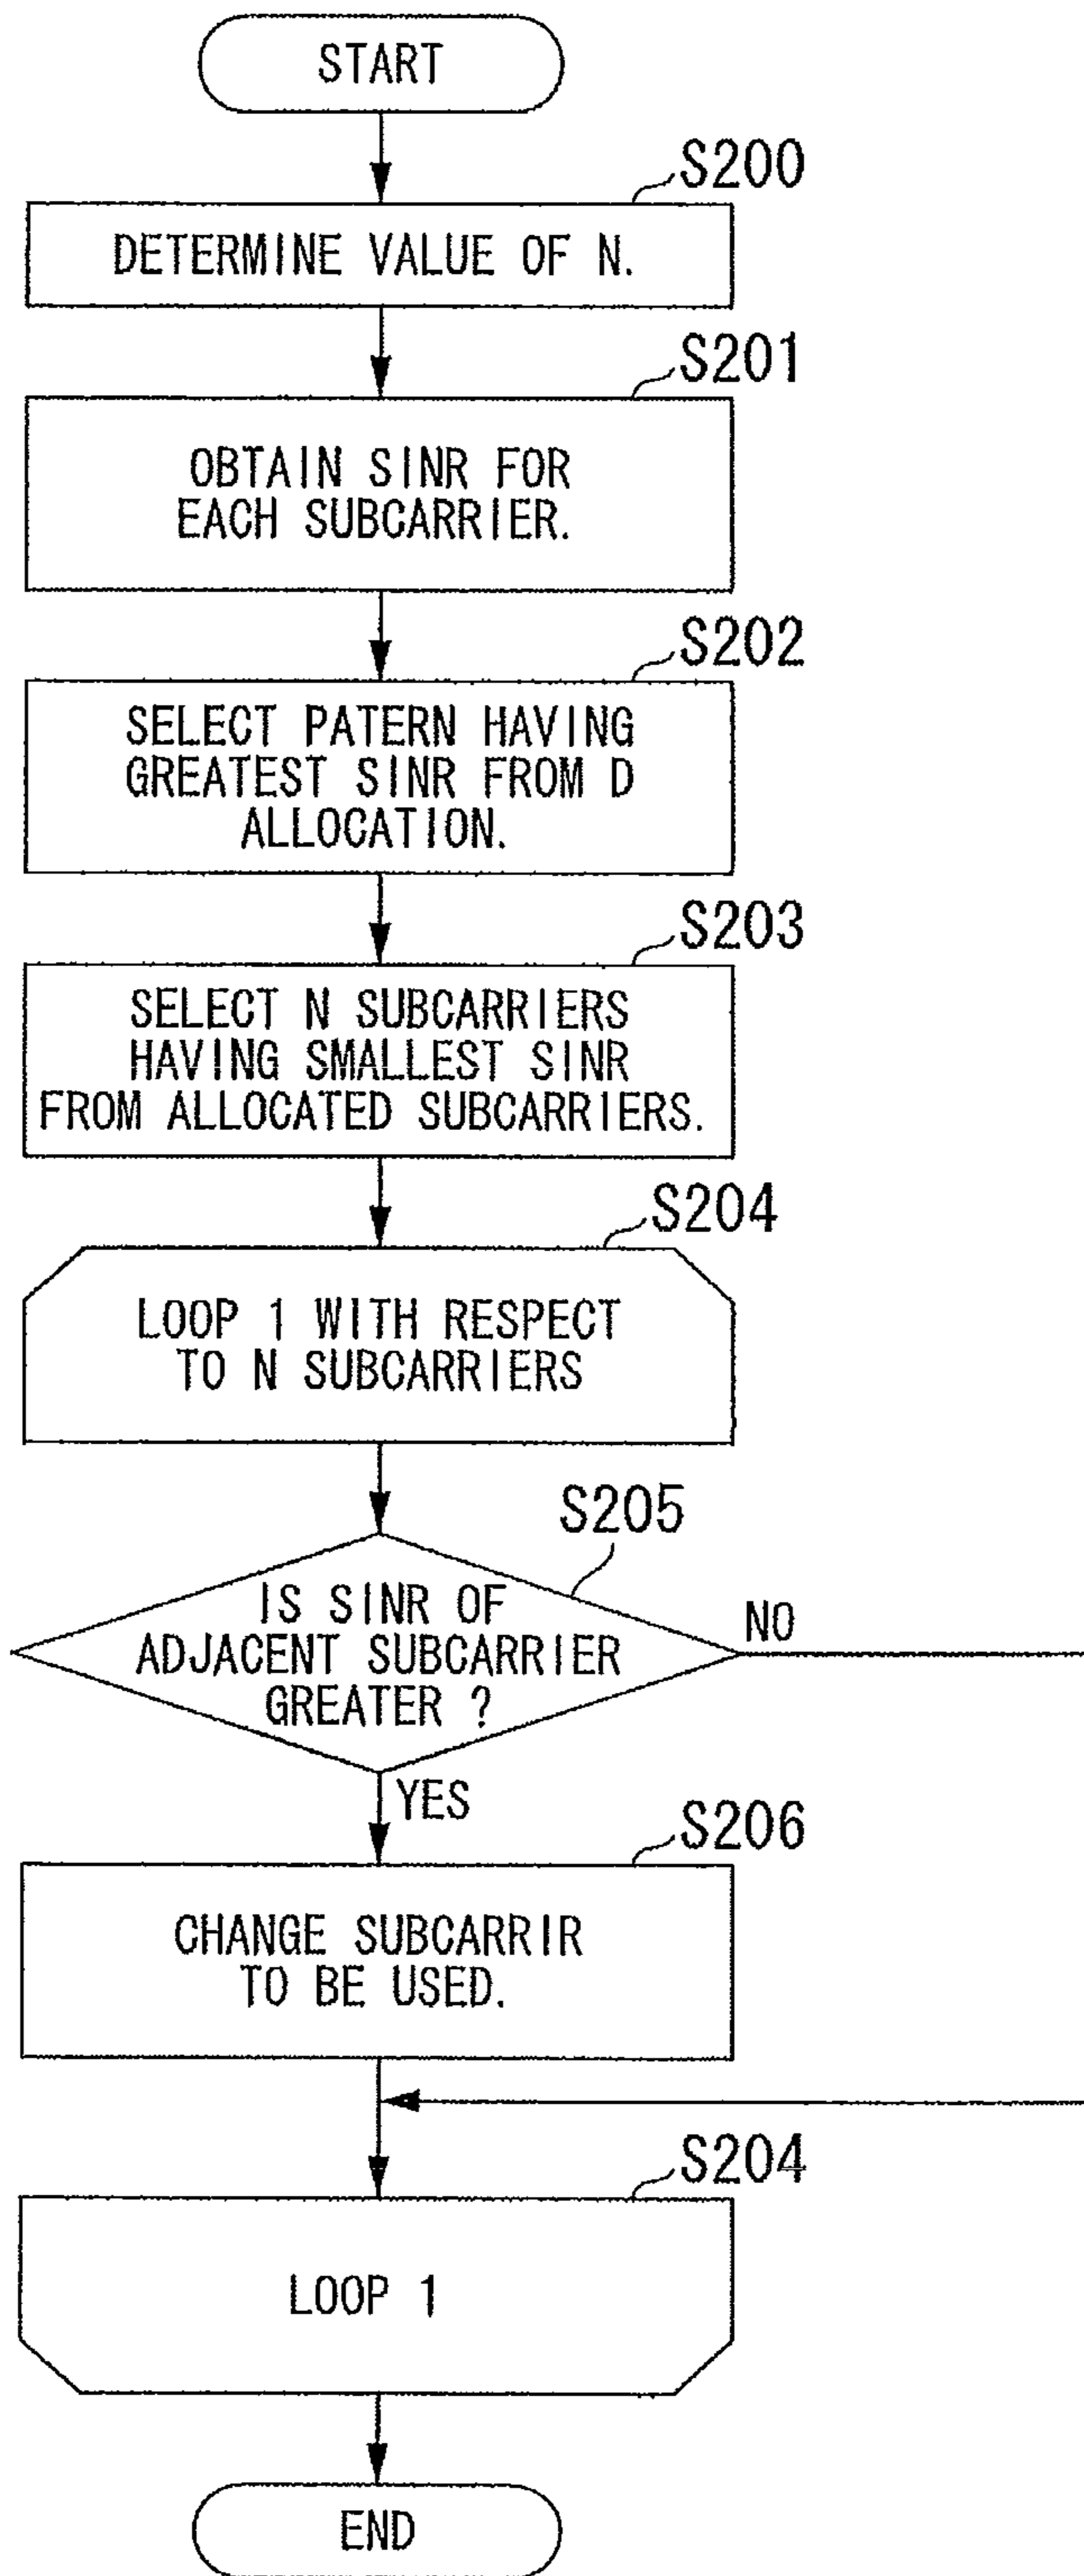 START
S200
DETERMINE VALUE OF N.
S201
OBTAIN SINR FOR
EACH SUBCARRIER.
S202
SELECT PATERN HAVING
GREATEST SINR FROM D
ALLOCATION.
S203
SELECT N SUBCARRIERS
HAVING SMALLEST SINR
FROM ALLOCATED SUBCARRIERS.
S204
LOOP 1 WITH RESPECT
TO N SUBCARRIERS
S205
IS SINR OF
ADJACENT SUBCARRIER
GREATER ?
NO
YES
S206
CHANGE SUBCARRIR
TO BE USED.
S204
LOOP 1
END